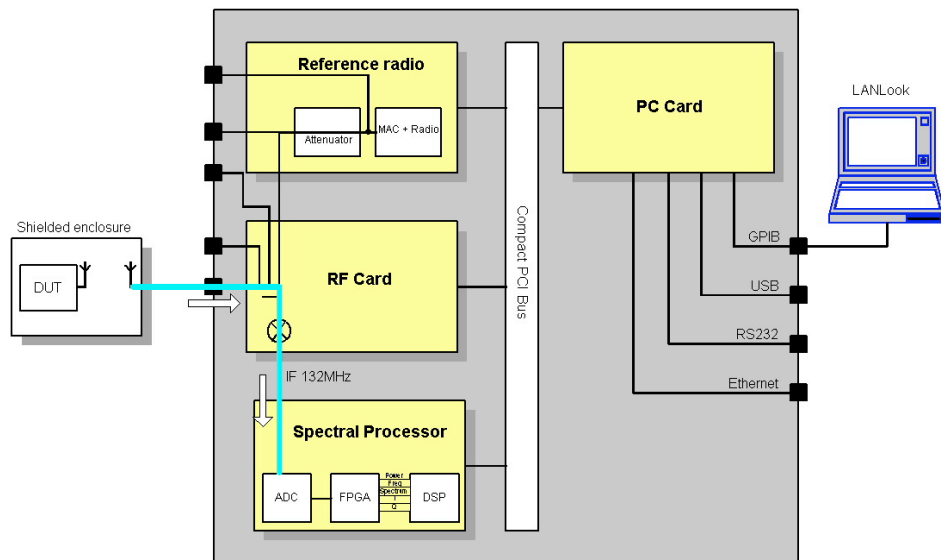 Reference radio
Attenuator
MAC + Radio
PC Card
LANLook
Shielded enclosure
DUT
RF Card
Compact PCI Bus
GPIB
USB
RS232
Ethernet
IF 132MHz
Spectral Processor
ADC
FPGA
Power
Freq
Spectrum
I
Q
DSP